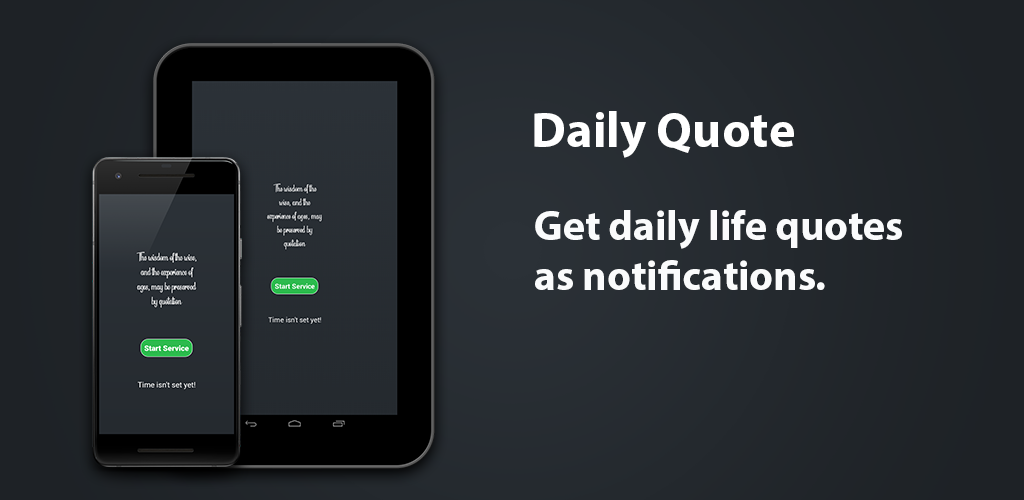 Daily Quote
Get daily life quotes
as notifications.
The wisdom of the
wise, and the
experience of ages, may
be preserved by
quotation
Start Service
Time isn't set yet!
The wisdom of the wise,
and the experience of
ages, may be preserved
by quotation
Start Service
Time isn't set yet!